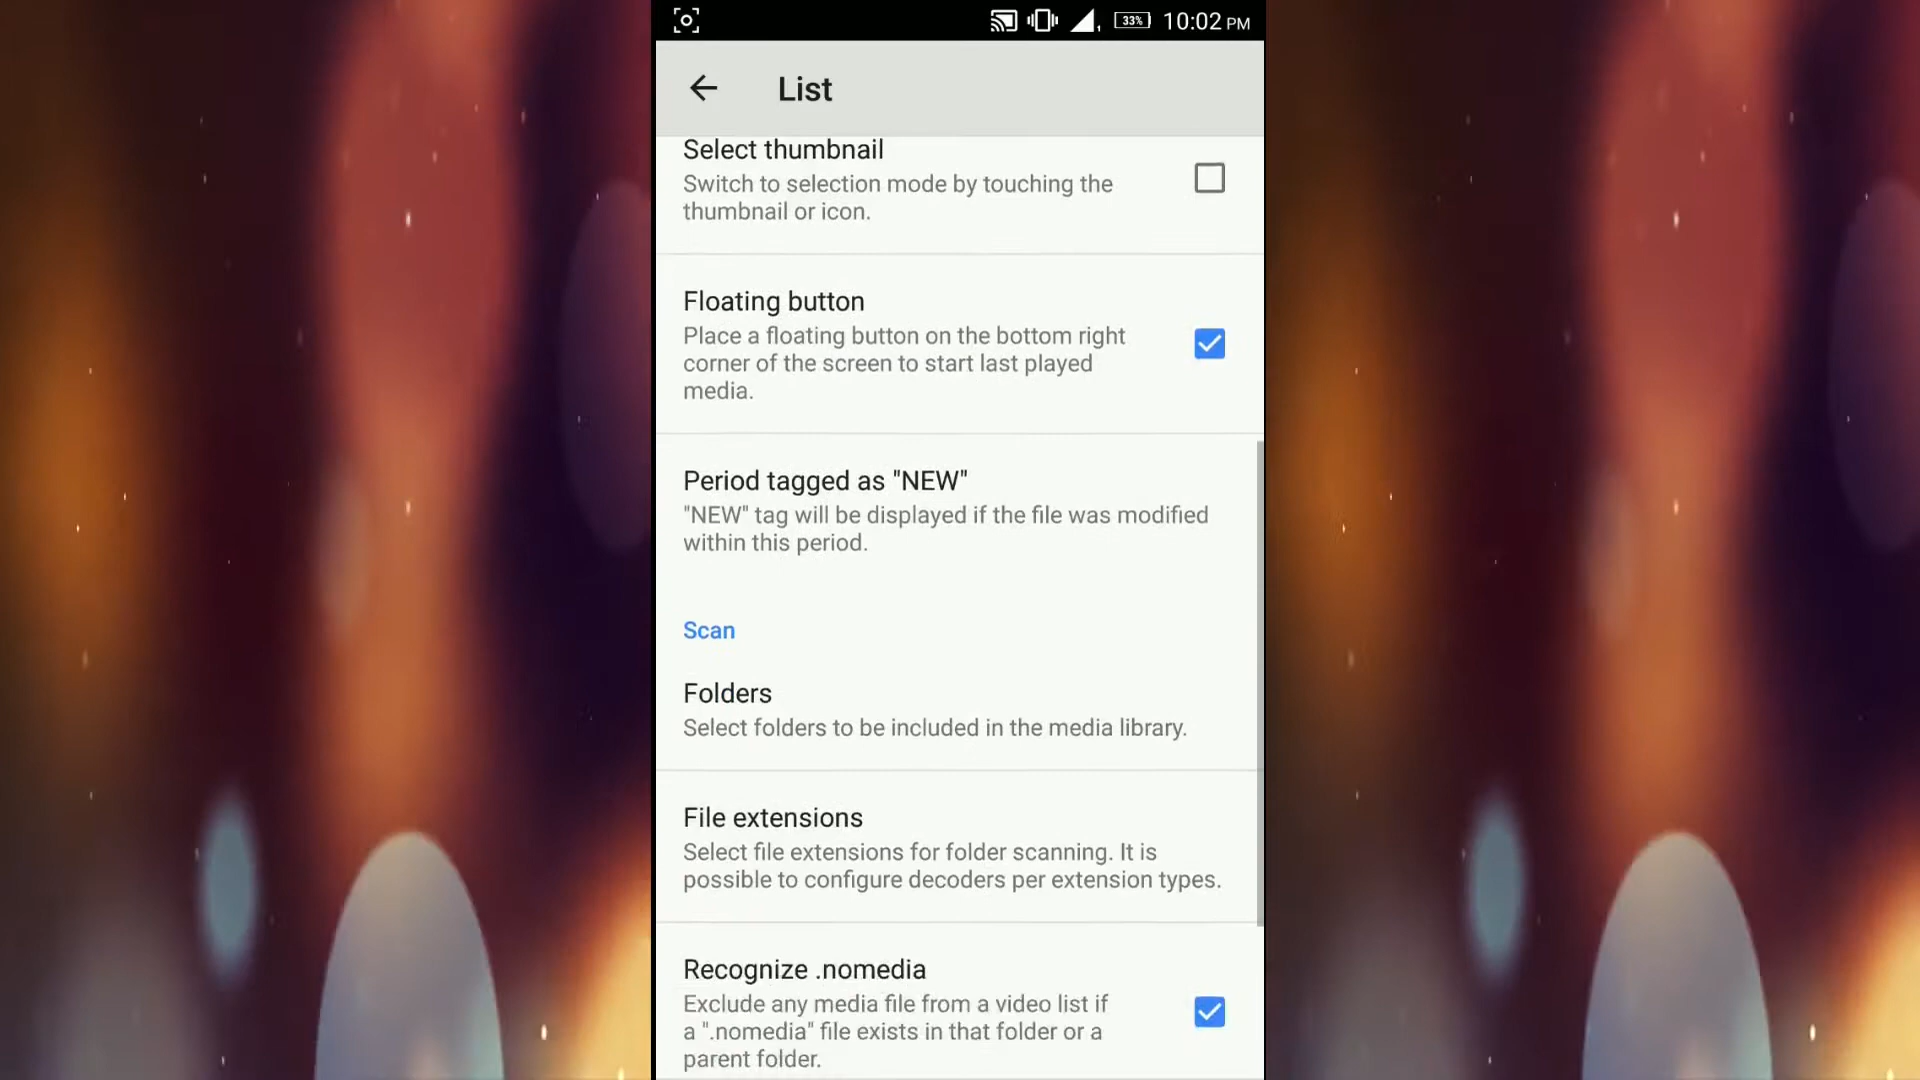 33% 10:02 PM
List
Select thumbnail
Switch to selection mode by touching the
thumbnail or icon.
Floating button
Place a floating button on the bottom right
corner of the screen to start last played
media.
Period tagged as "NEW"
"NEW" tag will be displayed if the file was modified
within this period.
Scan
Folders
Select folders to be included in the media library.
File extensions
Select file extensions for folder scanning. It is
possible to configure decoders per extension types.
Recognize .nomedia
Exclude any media file from a video list if
a ".nomedia" file exists in that folder or a
parent folder.